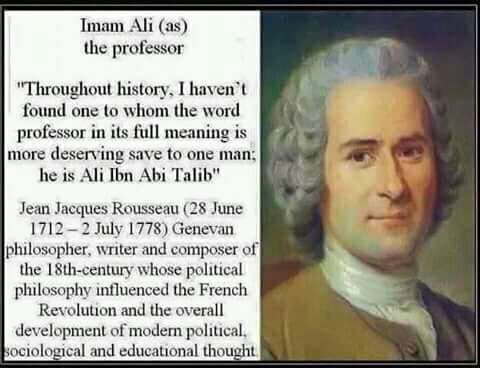 Imam Ali (as)
the professor
"Throughout history, I haven't
found one to whom the word
professor in its full meaning is
more deserving save to one man;
he is Ali Ibn Abi Talib"
Jean Jacques Rousseau (28 June
1712 – 2 July 1778) Genevan
philosopher, writer and composer of
the 18th-century whose political
philosophy influenced the French
Revolution and the overall
development of modern political,
sociological and educational thought.